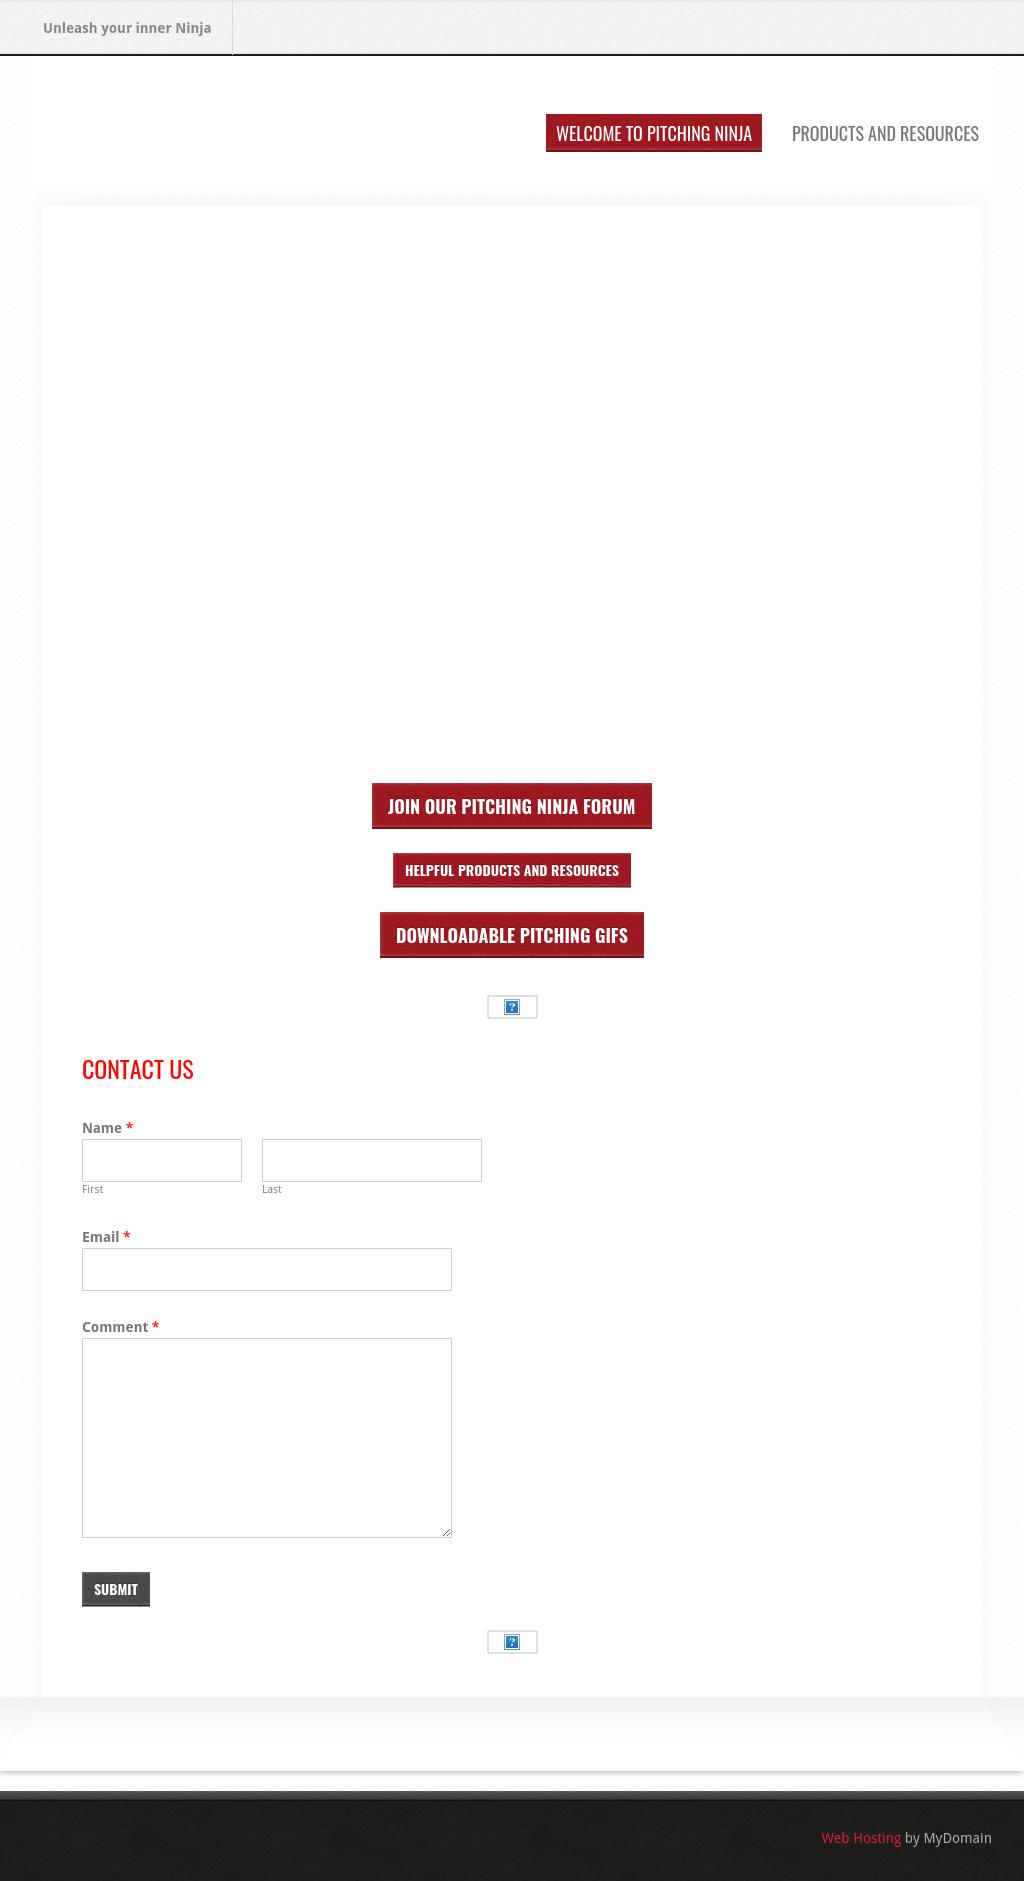 Unleash your inner Ninja
WELCOME TO PITCHING NINJA
PRODUCTS AND RESOURCES
JOIN OUR PITCHING NINJA FORUM
HELPFUL PRODUCTS AND RESOURCES
DOWNLOADABLE PITCHING GIFS
CONTACT US
Name *
First
Last
Email *
Comment *
SUBMIT
Web Hosting by MyDomain